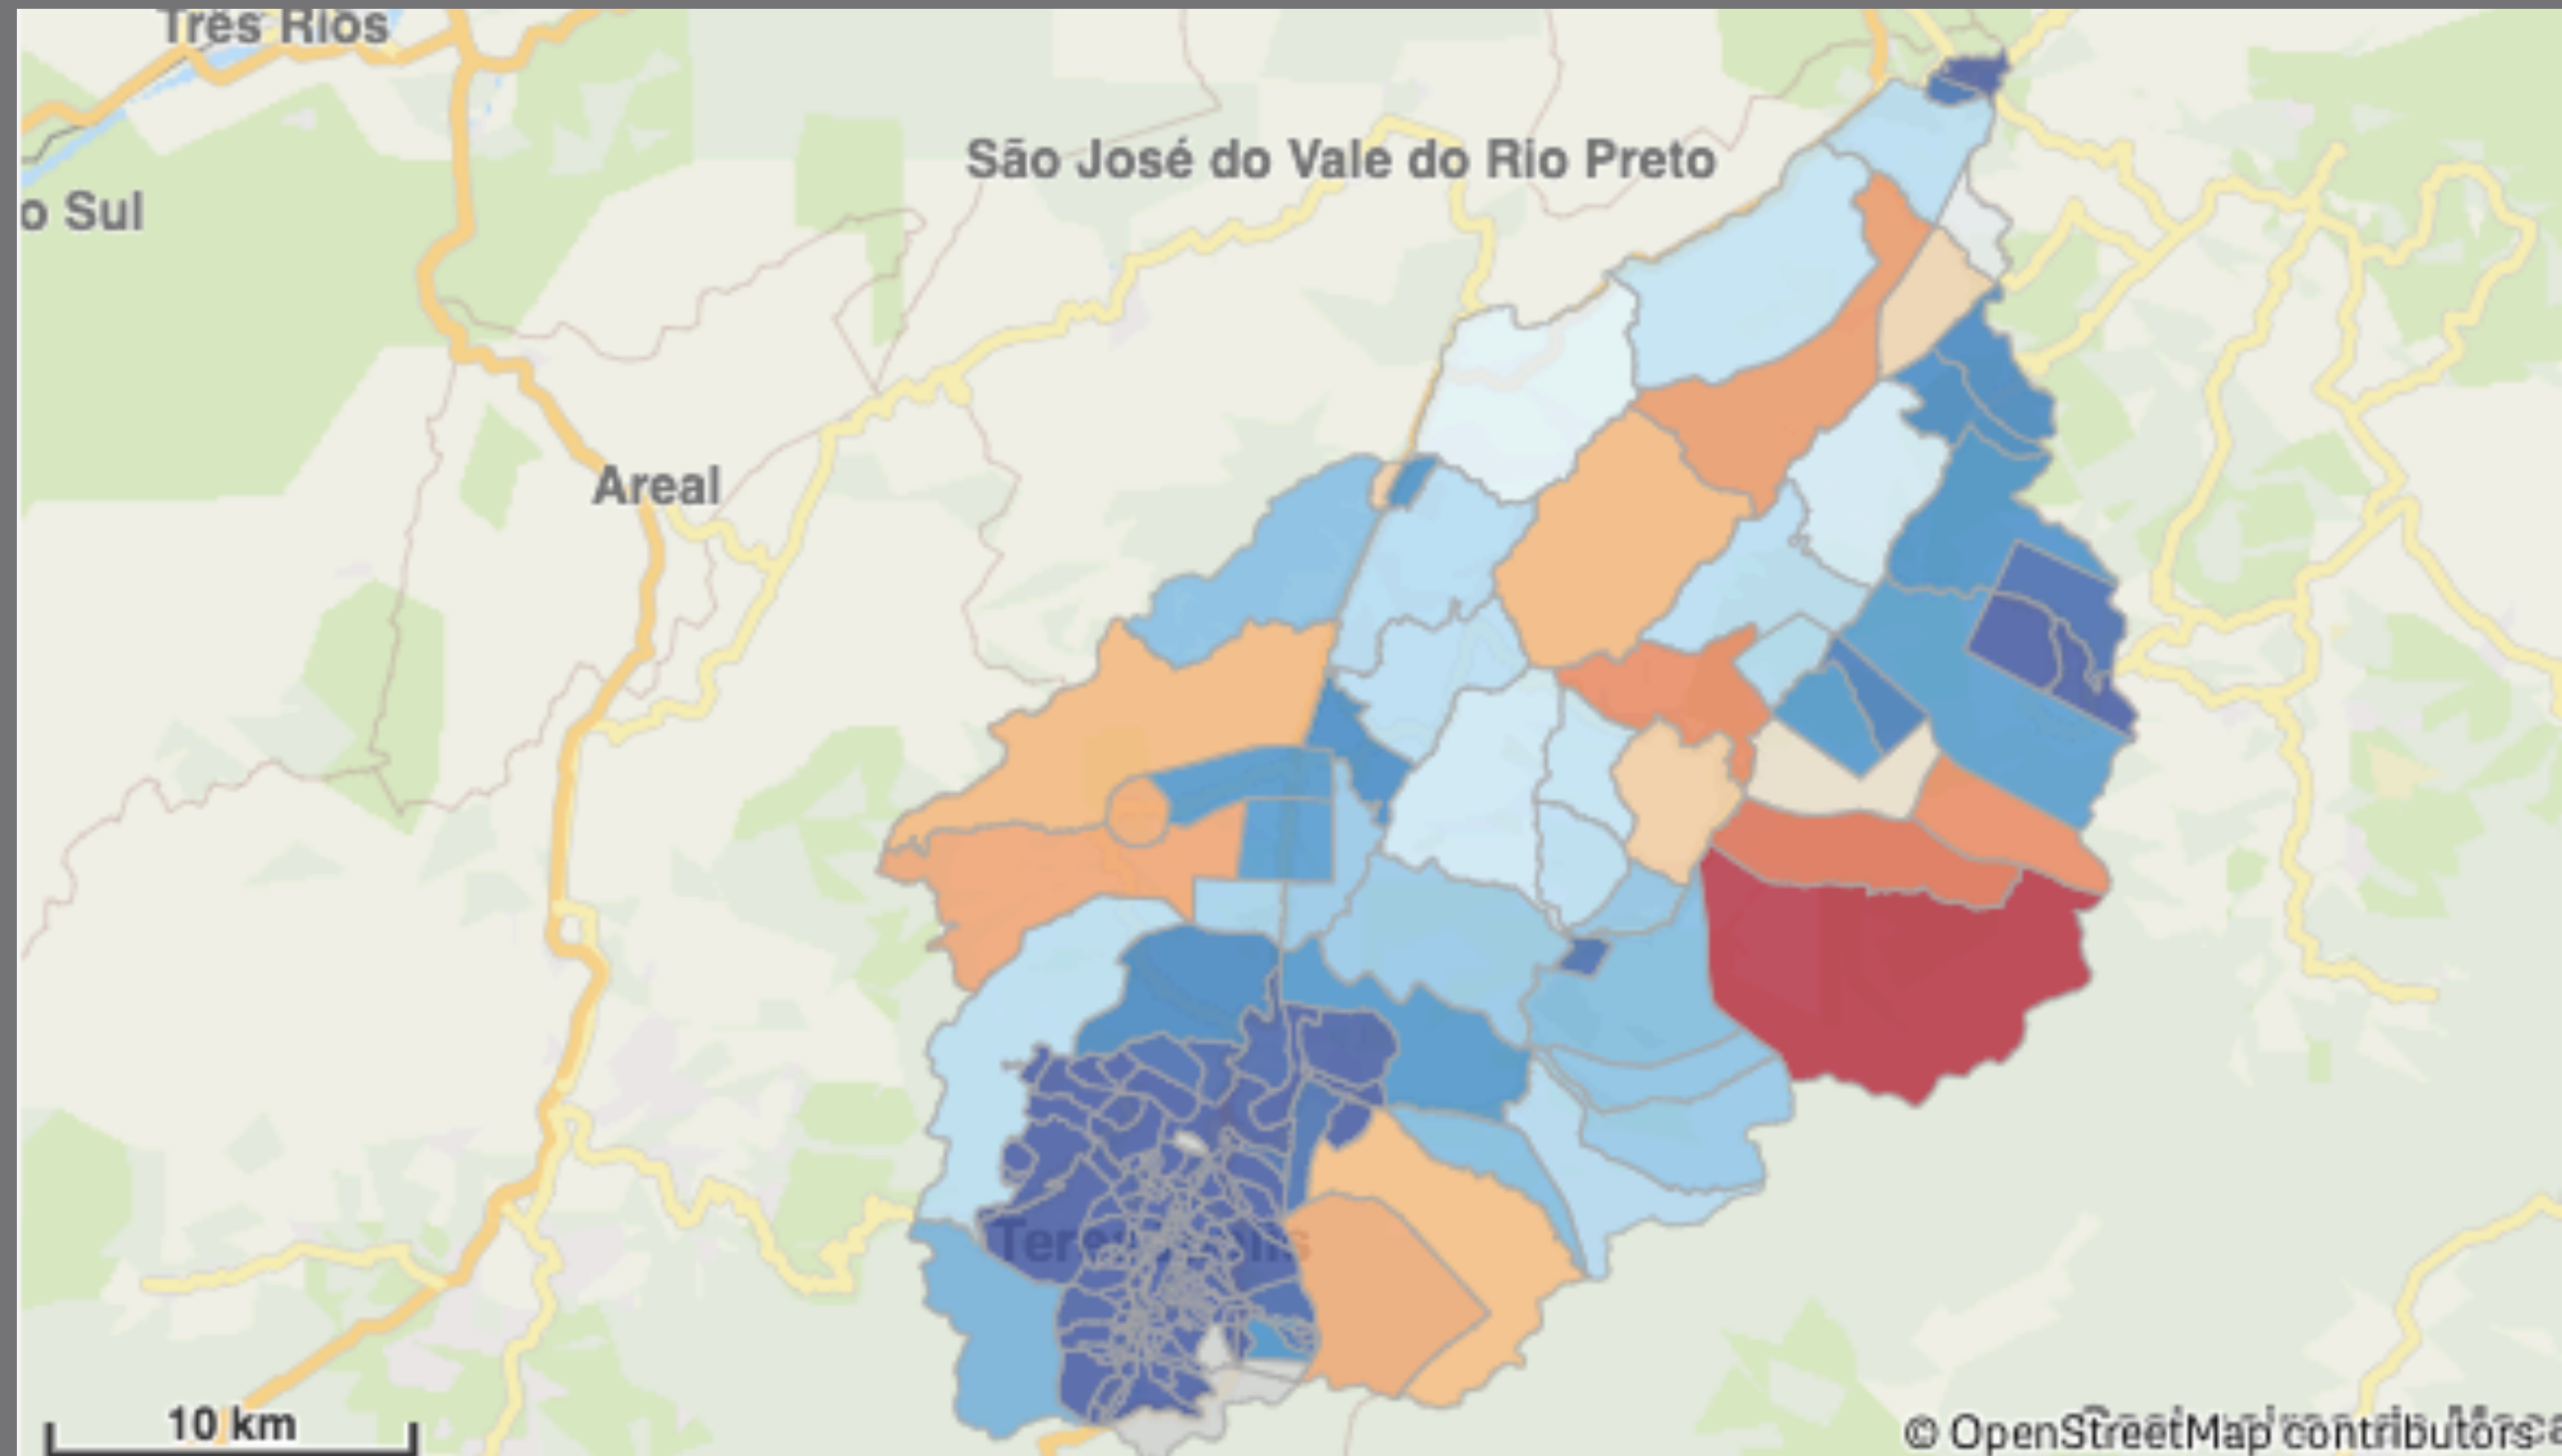 Três Rios
São José do Vale do Rio Preto
o Sul
Areal
10 km
© OpenStreetMap contributors